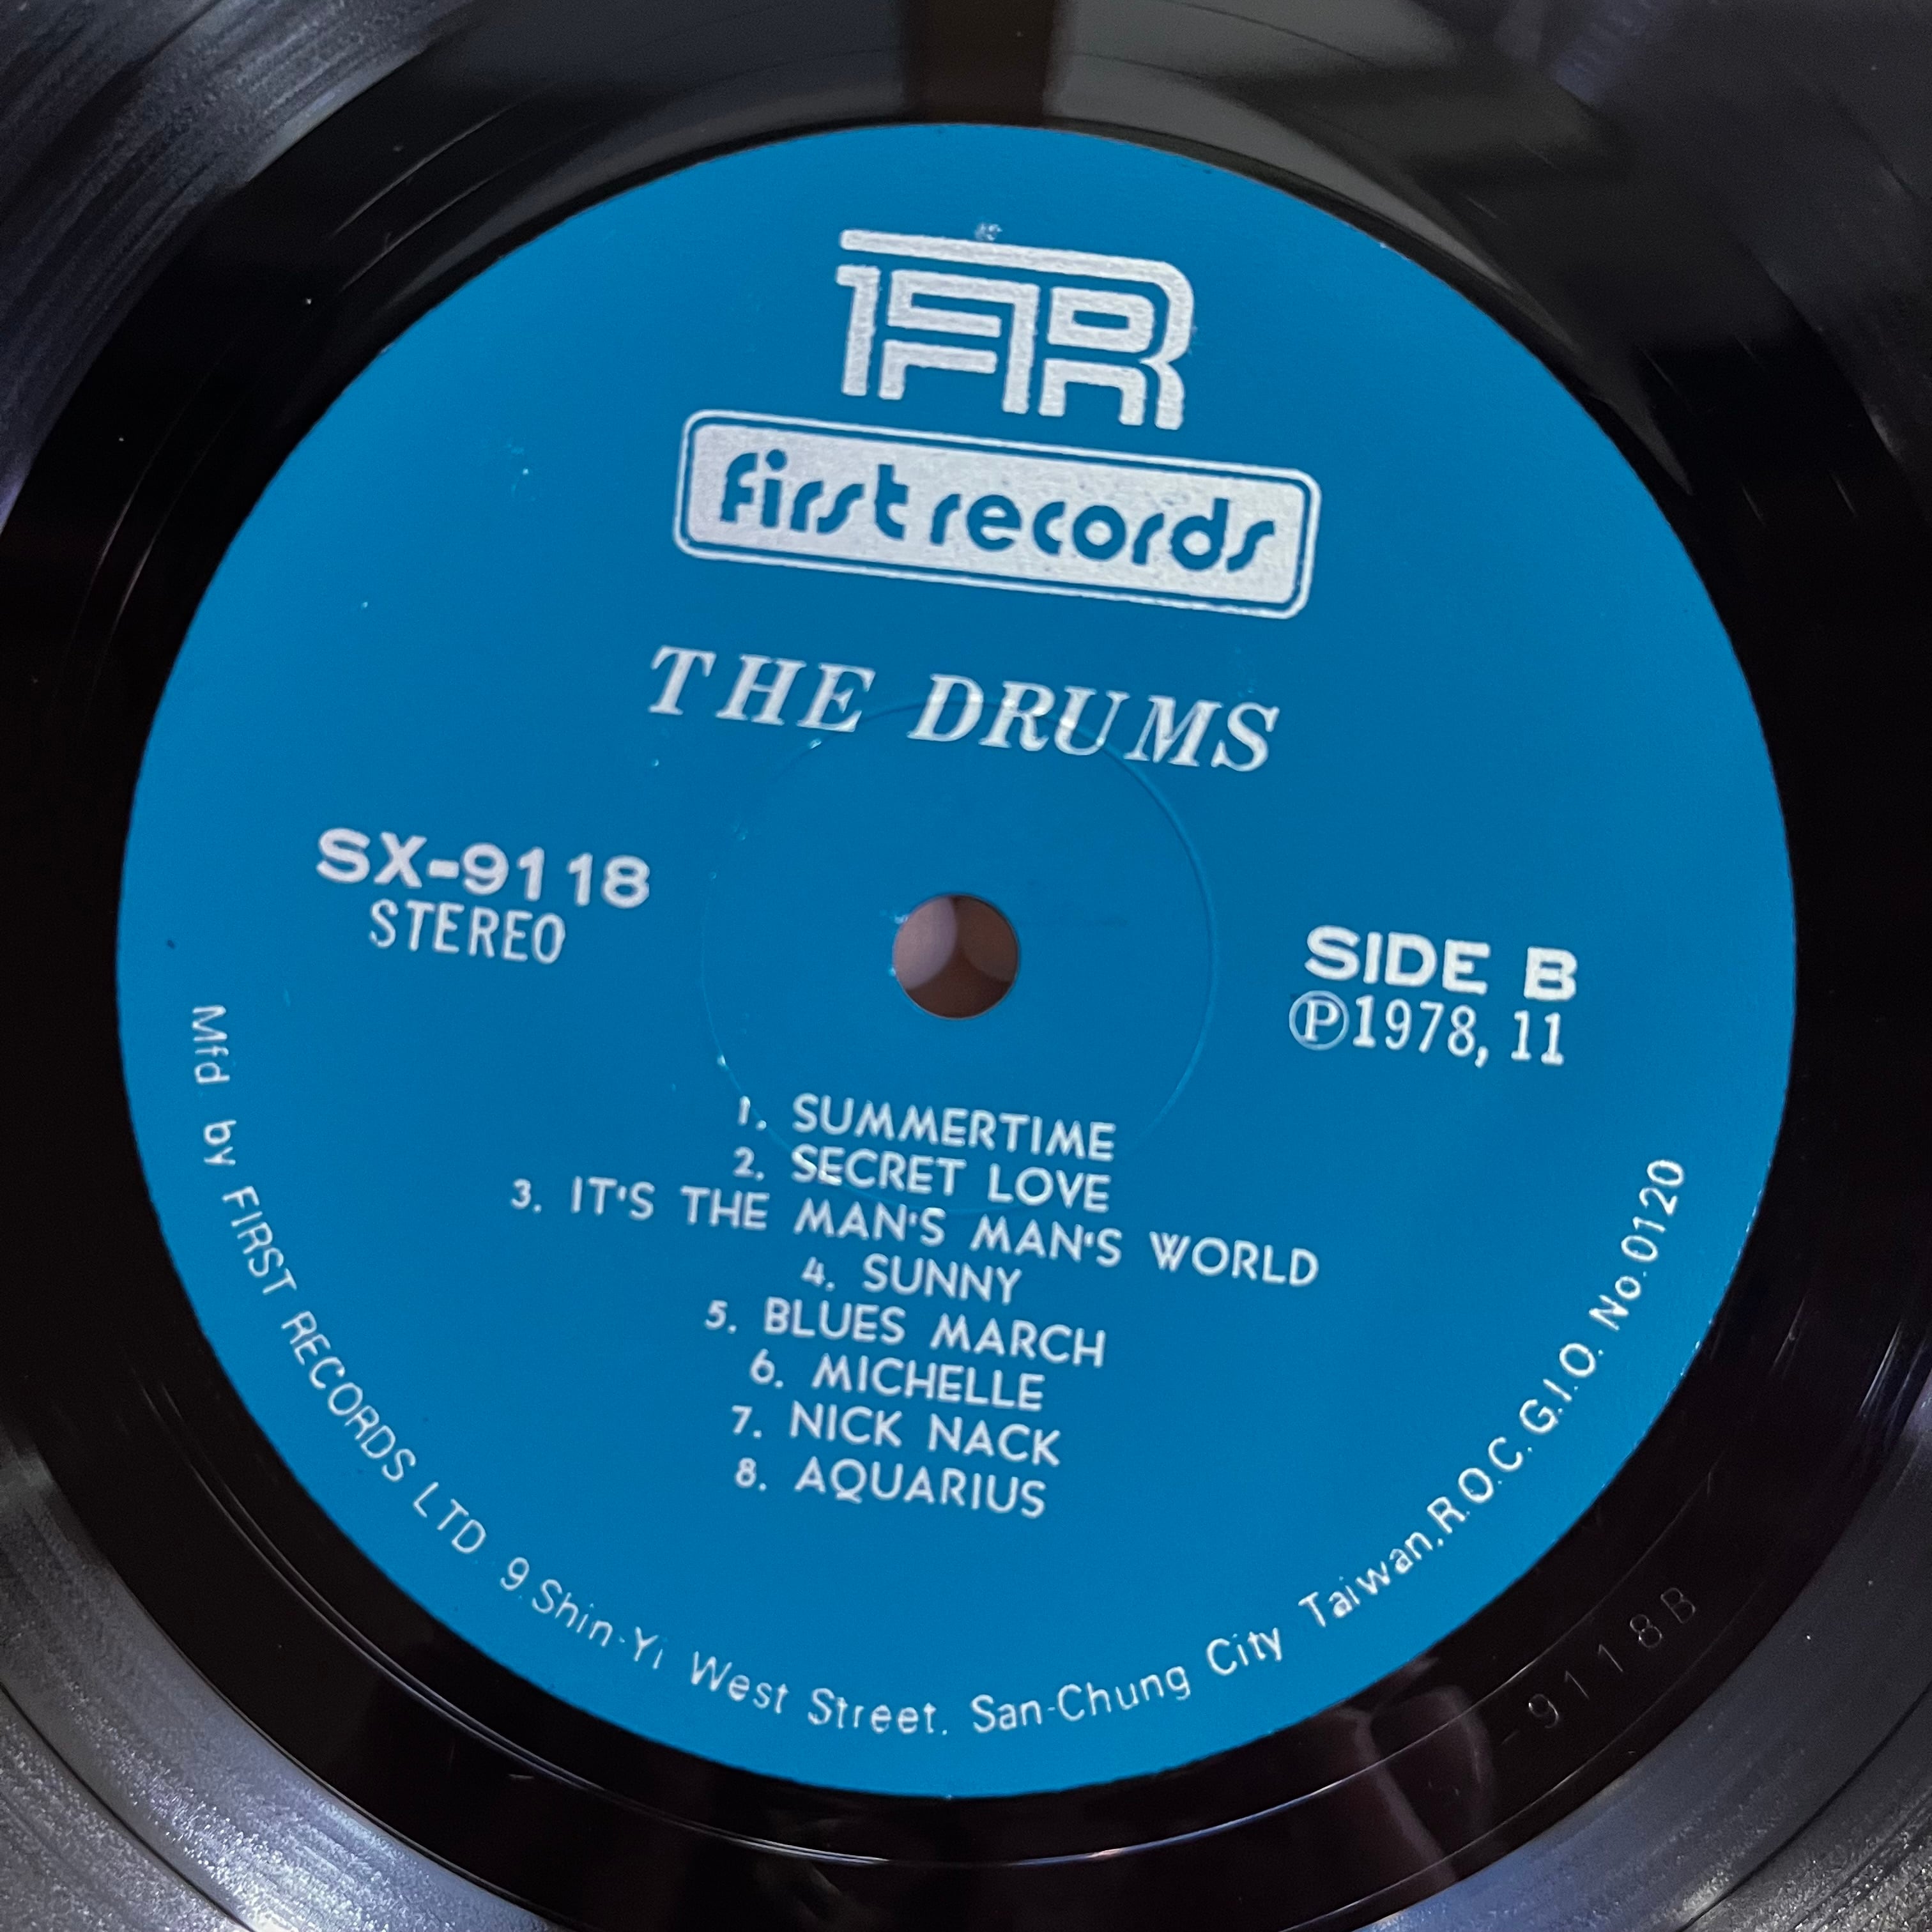 1FR
first records
THE DRUMS
SX-9118
STEREO
SIDE B
Ⓟ1978, 11
1. SUMMERTIME
2. SECRET LOVE
3. IT'S THE MAN'S MAN'S WORLD
4. SUNNY
5. BLUES MARCH
6. MICHELLE
7. NICK NACK
8. AQUARIUS
Mfd by FIRST RECORDS LTD 9.Shin-Yi West Street. San-Chung City Taiwan,R.O.C.G.I.O. No.0120
9118B